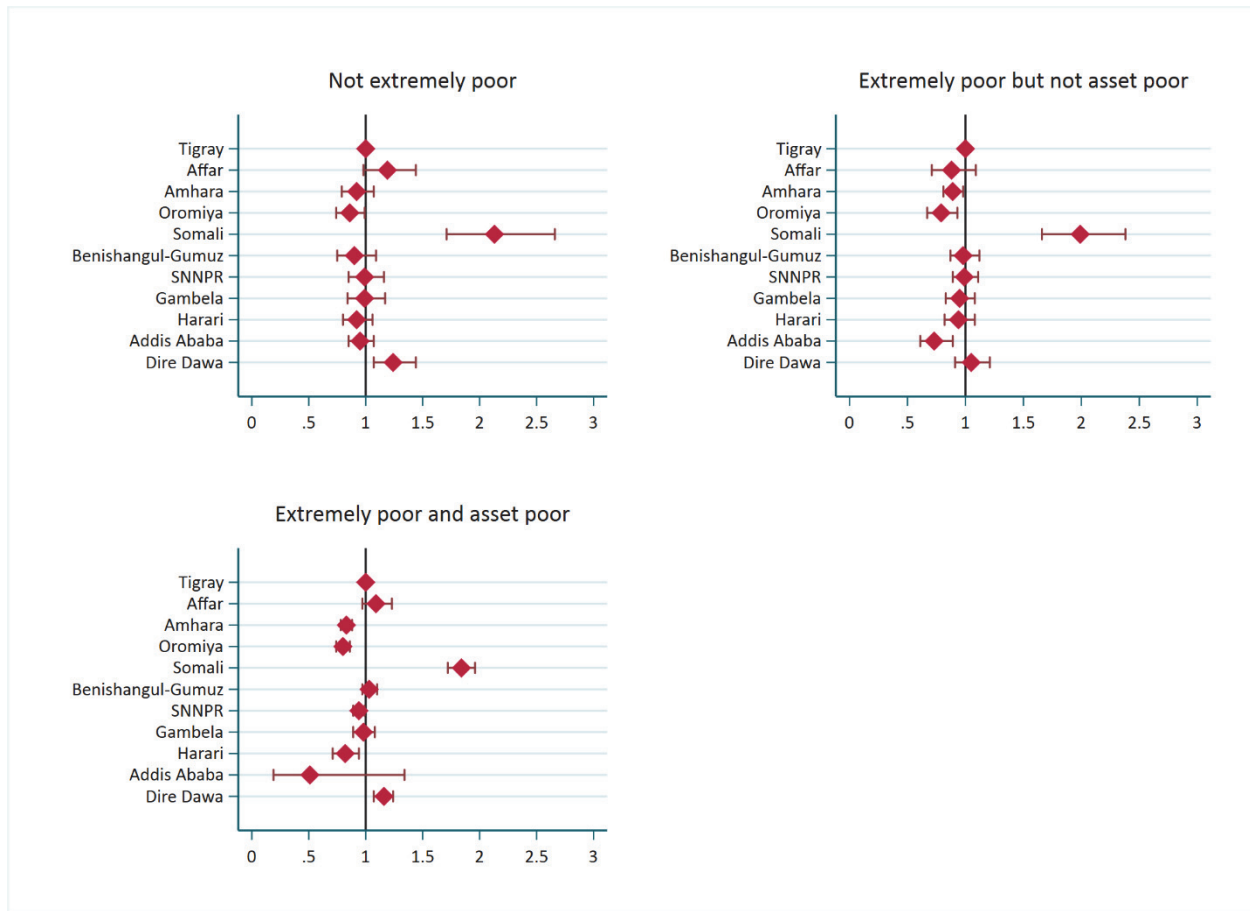 Not extremely poor
Tigray
Affar
Amhara
Oromiya
Somali
Benishangul-Gumuz
SNNPR
Gambela
Harari
Addis Ababa
Dire Dawa
0 .5 1 1.5 2 2.5 3
Extremely poor but not asset poor
Tigray
Affar
Amhara
Oromiya
Somali
Benishangul-Gumuz
SNNPR
Gambela
Harari
Addis Ababa
Dire Dawa
0 .5 1 1.5 2 2.5 3
Extremely poor and asset poor
Tigray
Affar
Amhara
Oromiya
Somali
Benishangul-Gumuz
SNNPR
Gambela
Harari
Addis Ababa
Dire Dawa
0 .5 1 1.5 2 2.5 3